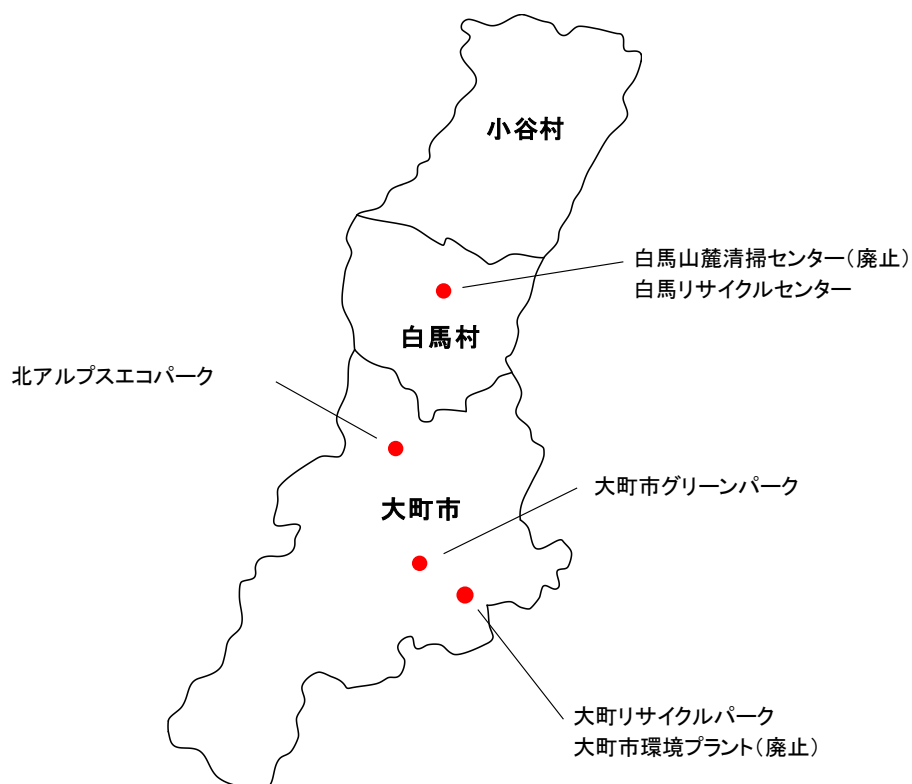 小谷村
白馬山麓清掃センター(廃止)
白馬リサイクルセンター
白馬村
北アルプスエコパーク
大町市グリーンパーク
大町市
大町リサイクルパーク
大町市環境プラント(廃止)